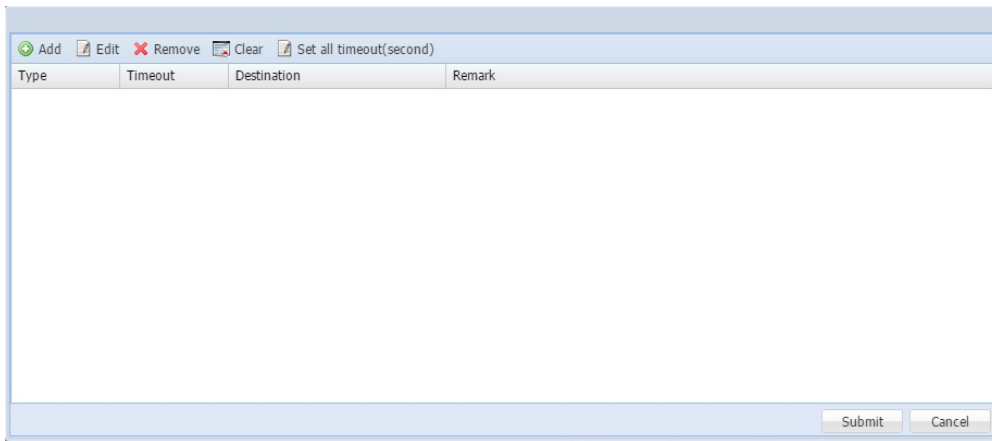 Add Edit Remove Clear Set all timeout(second)
Type Timeout Destination Remark
Submit Cancel